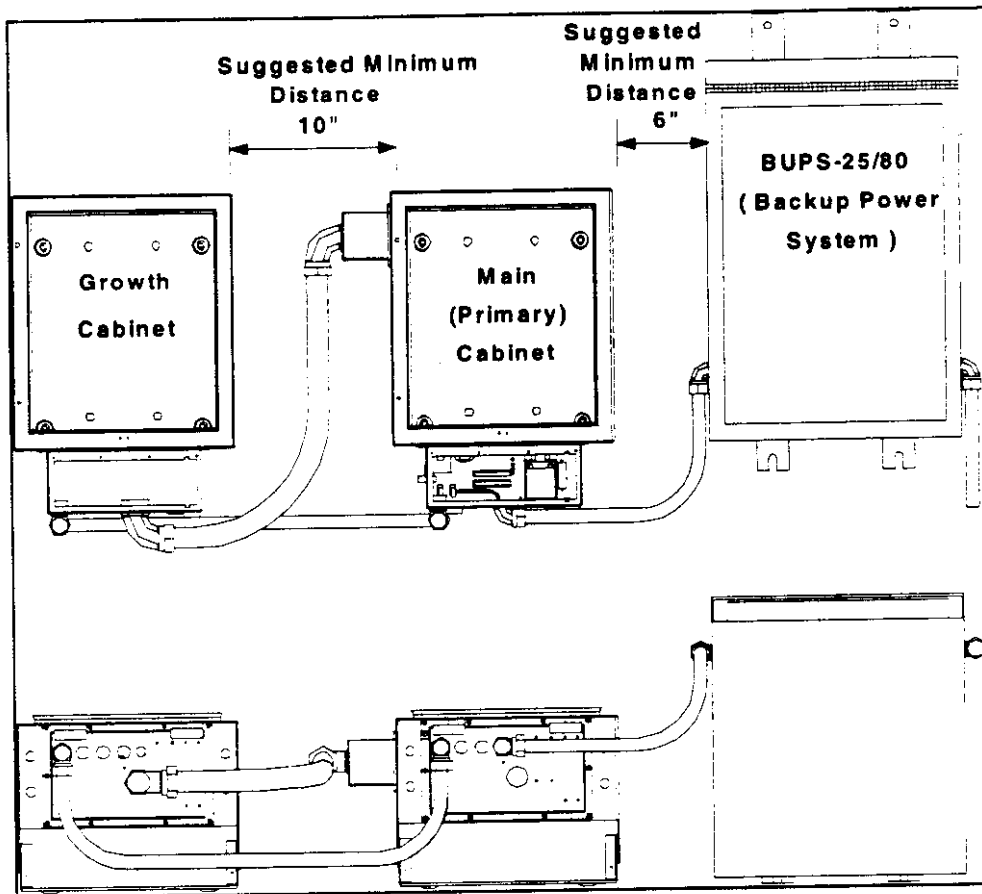 Suggested Minimum
Distance
10"
Suggested
Minimum
Distance
6"
BUPS-25/80
( Backup Power
System )
Growth
Cabinet
Main
(Primary)
Cabinet